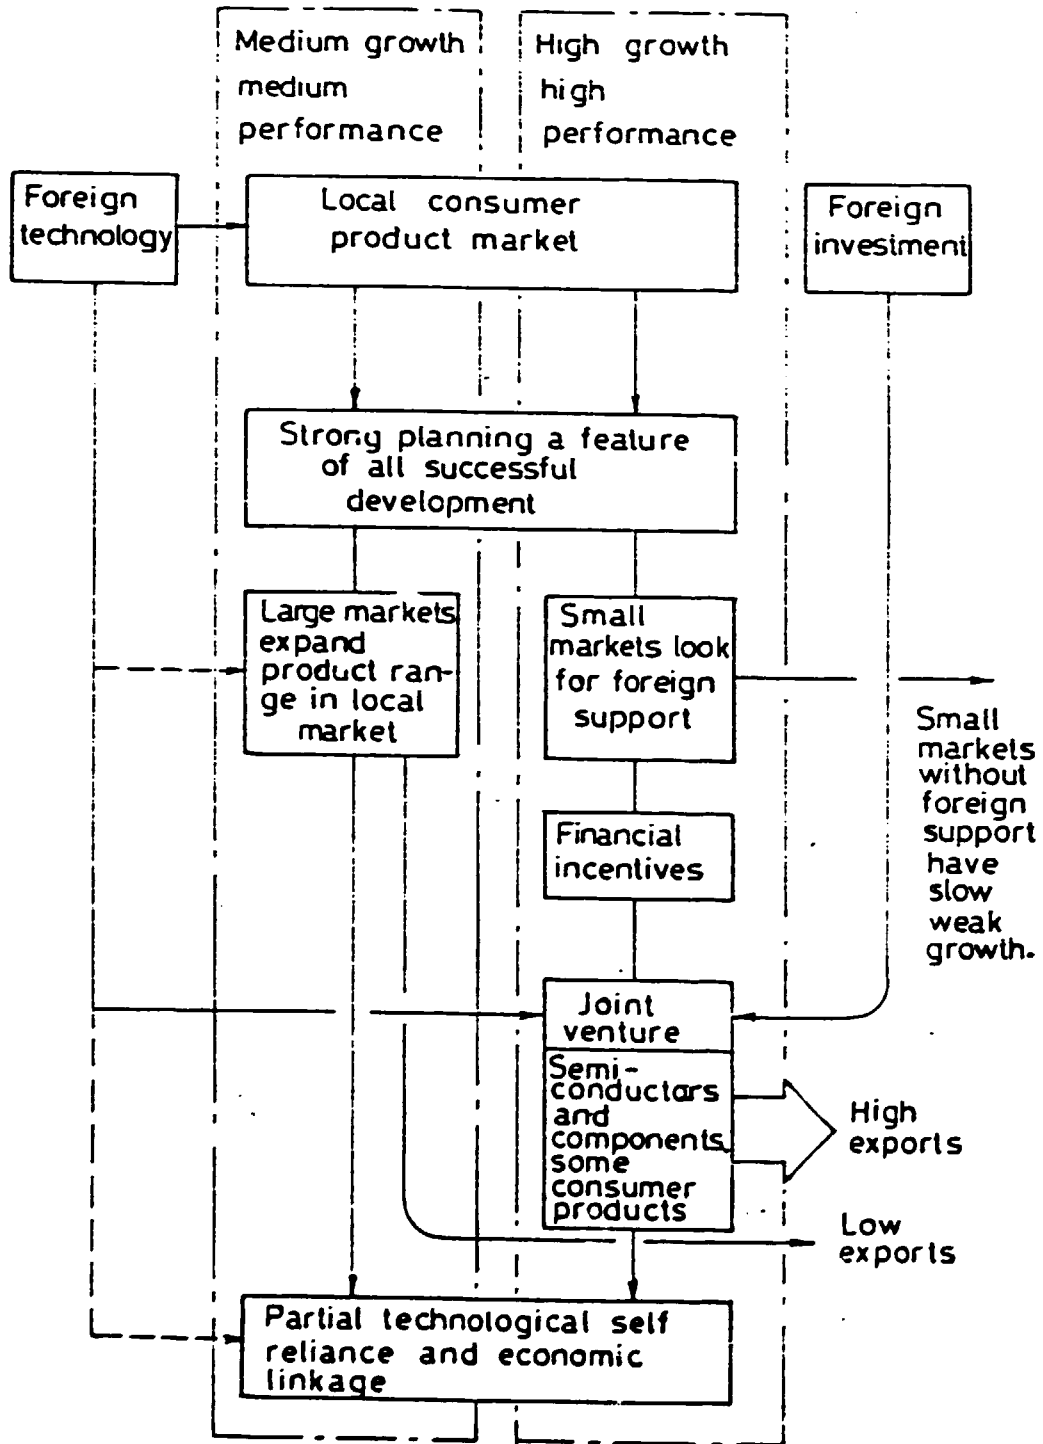 Medium growth
medium
performance
High growth
high
performance
Foreign
technology
Local consumer
product market
Foreign
investment
Strong planning a feature
of all successful
development
Large markets
expand
product ran-
ge in local
market
Small
markets look
for foreign
support
Small
markets
without
foreign
support
have
slow
weak
growth.
Financial
incentives
Joint
venture
Semi-
conductors
and
components
some
consumer
products
High
exports
Low
exports
Partial technological self
reliance and economic
linkage